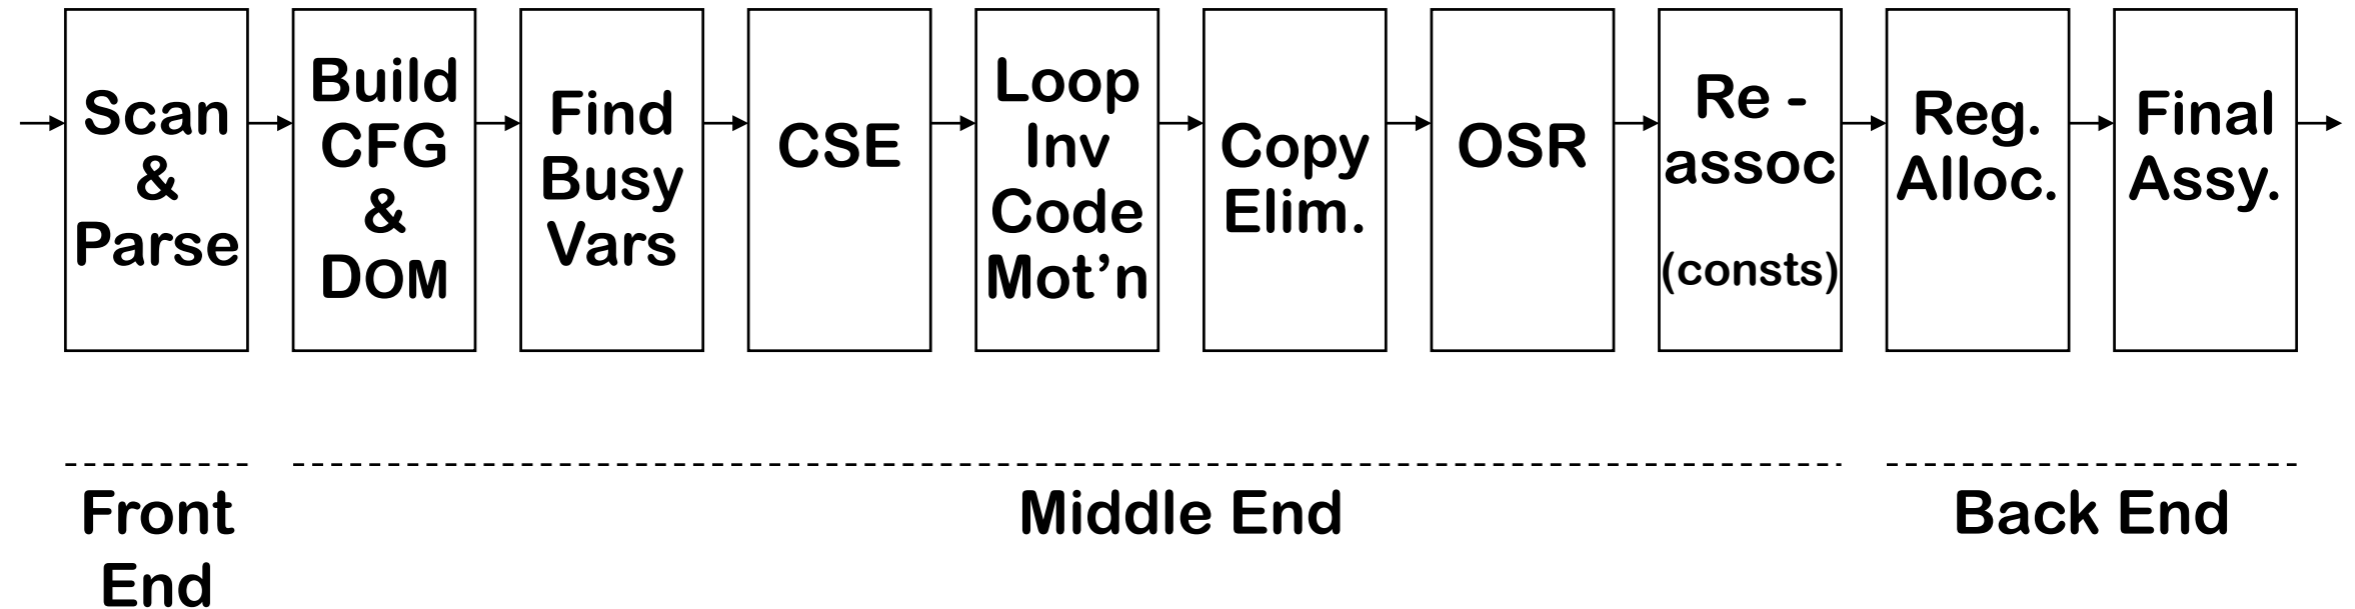 Scan
&
Parse
Build
CFG
&
DOM
Find
Busy
Vars
CSE
Loop
Inv
Code
Mot’n
Copy
Elim.
OSR
Re -
assoc
(consts)
Reg.
Alloc.
Final
Assy.
Front
End
Middle End
Back End